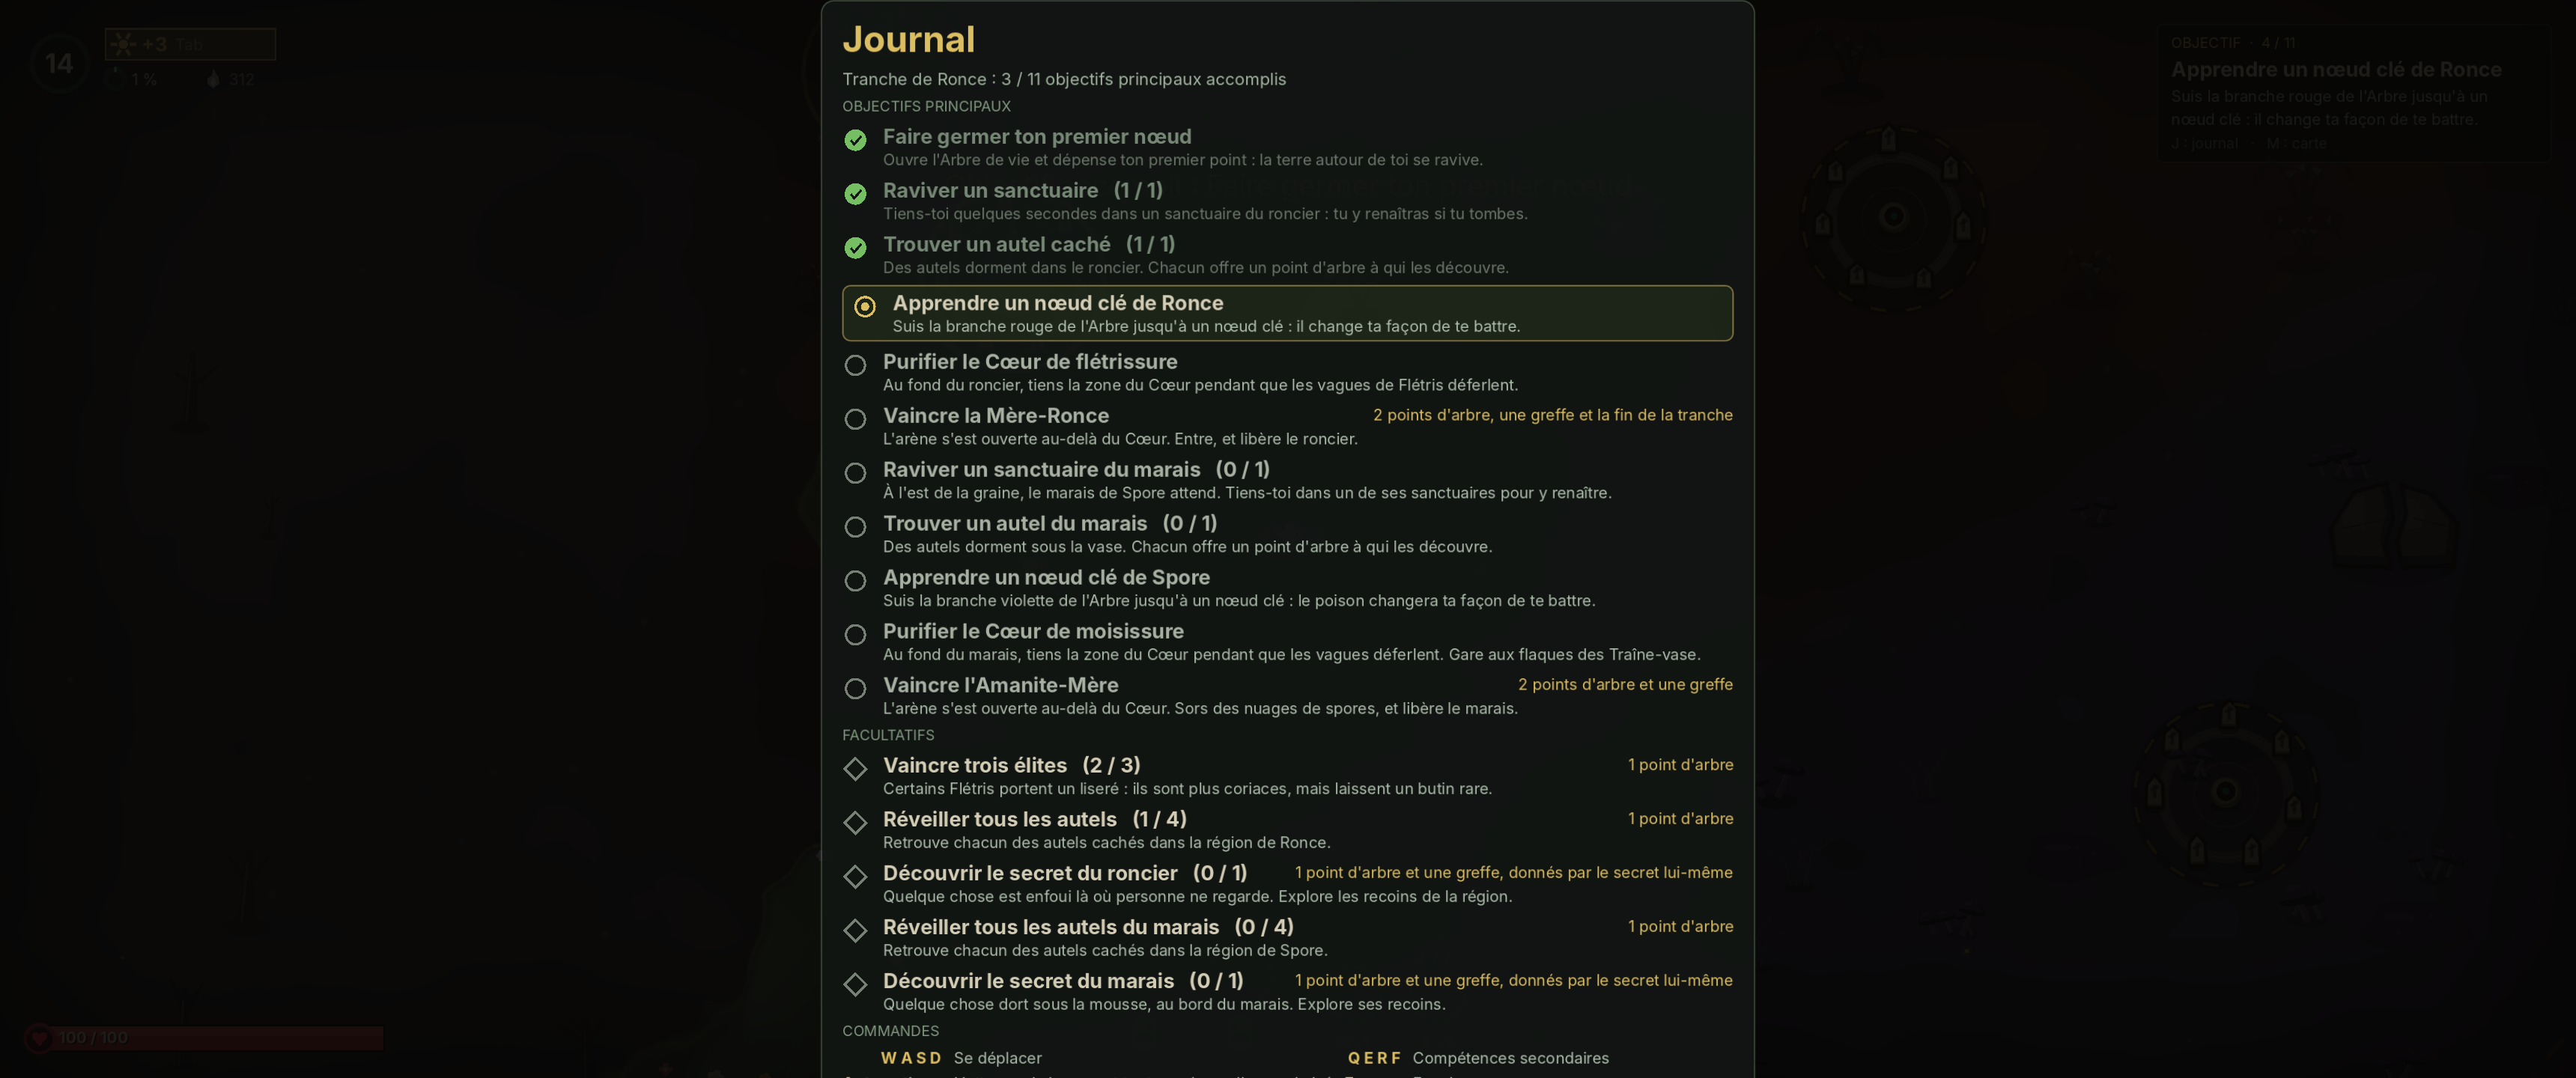 14
+3 Tab
1 %
312
Journal
Tranche de Ronce : 3 / 11 objectifs principaux accomplis
OBJECTIFS PRINCIPAUX
Faire germer ton premier nœud
Ouvre l'Arbre de vie et dépense ton premier point : la terre autour de toi se ravive.
Raviver un sanctuaire (1 / 1)
Tiens-toi quelques secondes dans un sanctuaire du roncier : tu y renaîtras si tu tombes.
Trouver un autel caché (1 / 1)
Des autels dorment dans le roncier. Chacun offre un point d'arbre à qui les découvre.
Apprendre un nœud clé de Ronce
Suis la branche rouge de l'Arbre jusqu'à un nœud clé : il change ta façon de te battre.
Purifier le Cœur de flétrissure
Au fond du roncier, tiens la zone du Cœur pendant que les vagues de Flétris déferlent.
Vaincre la Mère-Ronce 2 points d'arbre, une greffe et la fin de la tranche
L'arène s'est ouverte au-delà du Cœur. Entre, et libère le roncier.
Raviver un sanctuaire du marais (0 / 1)
À l'est de la graine, le marais de Spore attend. Tiens-toi dans un de ses sanctuaires pour y renaître.
Trouver un autel du marais (0 / 1)
Des autels dorment sous la vase. Chacun offre un point d'arbre à qui les découvre.
Apprendre un nœud clé de Spore
Suis la branche violette de l'Arbre jusqu'à un nœud clé : le poison changera ta façon de te battre.
Purifier le Cœur de moisissure
Au fond du marais, tiens la zone du Cœur pendant que les vagues déferlent. Gare aux flaques des Traîne-vase.
Vaincre l'Amanite-Mère 2 points d'arbre et une greffe
L'arène s'est ouverte au-delà du Cœur. Sors des nuages de spores, et libère le marais.
FACULTATIFS
Vaincre trois élites (2 / 3) 1 point d'arbre
Certains Flétris portent un liseré : ils sont plus coriaces, mais laissent un butin rare.
Réveiller tous les autels (1 / 4) 1 point d'arbre
Retrouve chacun des autels cachés dans la région de Ronce.
Découvrir le secret du roncier (0 / 1) 1 point d'arbre et une greffe, donnés par le secret lui-même
Quelque chose est enfoui là où personne ne regarde. Explore les recoins de la région.
Réveiller tous les autels du marais (0 / 4) 1 point d'arbre
Retrouve chacun des autels cachés dans la région de Spore.
Découvrir le secret du marais (0 / 1) 1 point d'arbre et une greffe, donnés par le secret lui-même
Quelque chose dort sous la mousse, au bord du marais. Explore ses recoins.
COMMANDES
W A S D Se déplacer Q E R F Compétences secondaires
OBJECTIF · 4 / 11
Apprendre un nœud clé de Ronce
Suis la branche rouge de l'Arbre jusqu'à un
nœud clé : il change ta façon de te battre.
J : journal · M : carte
100 / 100